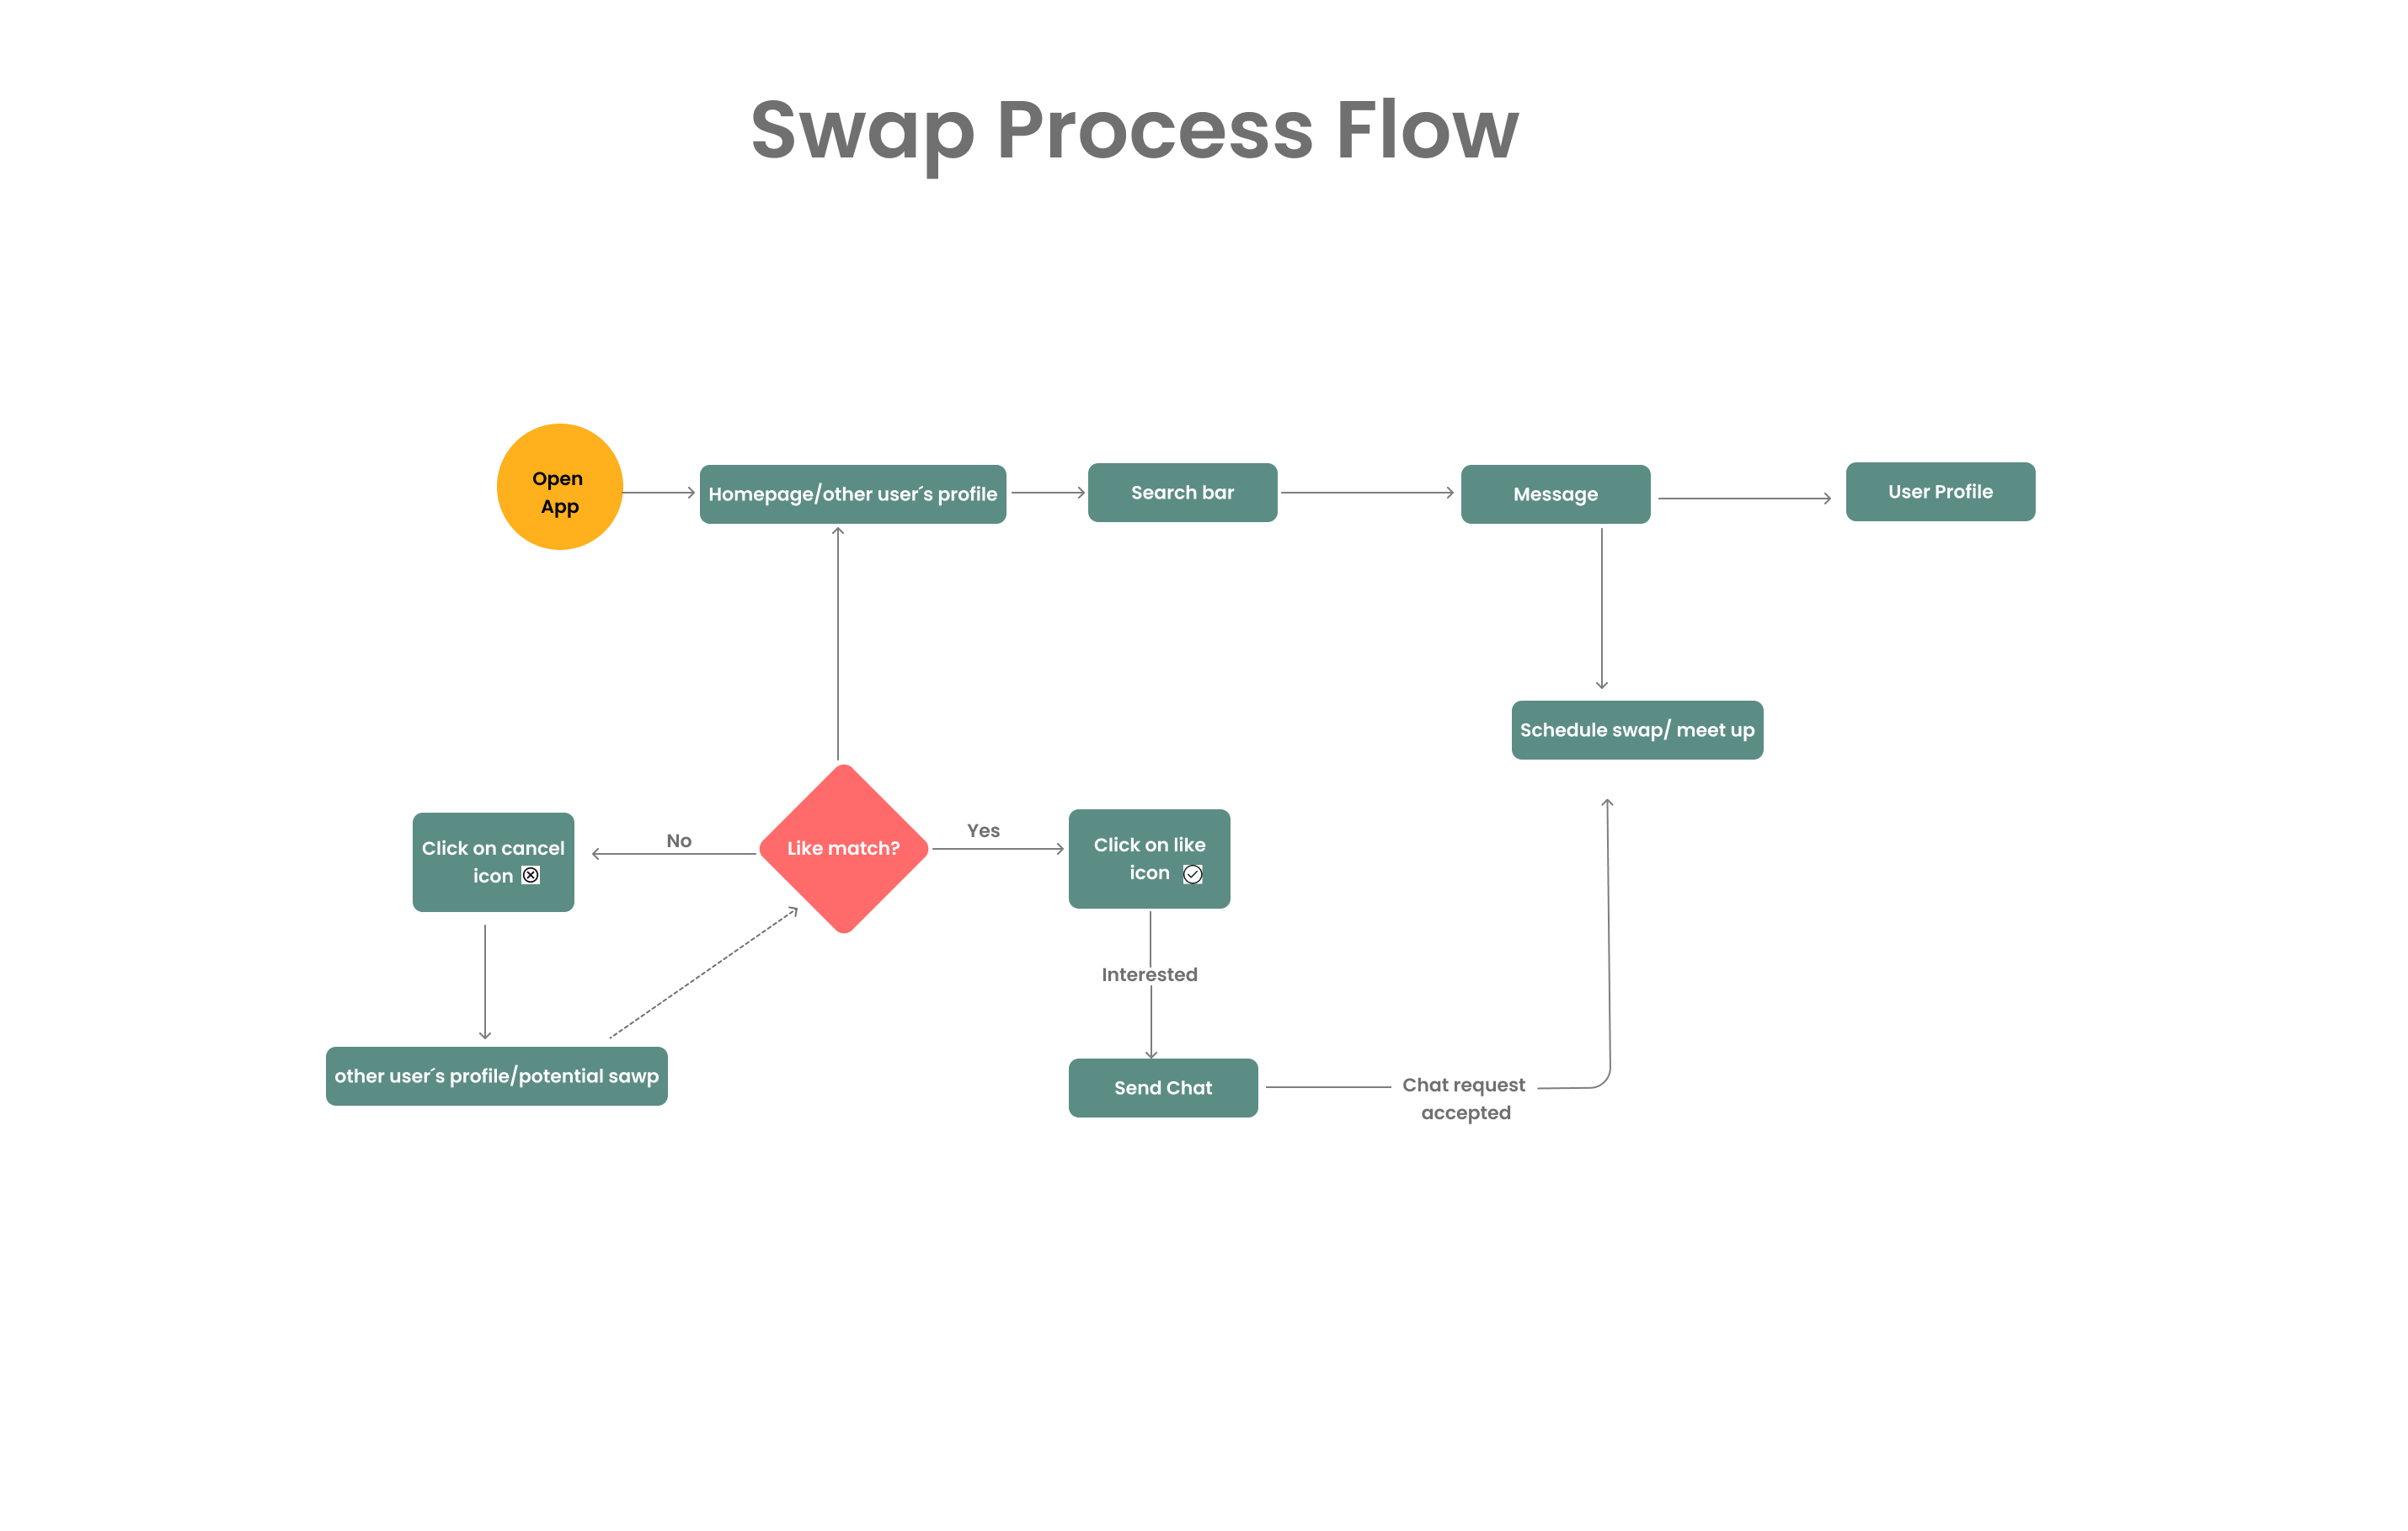 Swap Process Flow
Open
App
Homepage/other user´s profile
Search bar
Message
User Profile
Schedule swap/ meet up
Click on cancel
icon
No
Like match?
Yes
Click on like
icon
Interested
other user´s profile/potential sawp
Send Chat
Chat request
accepted